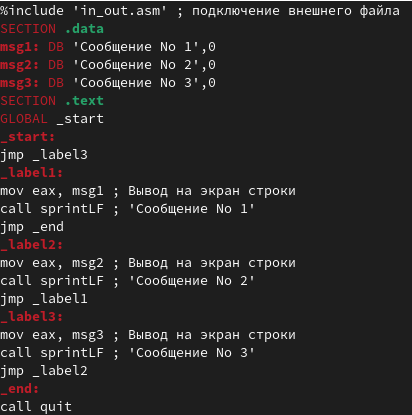 %include 'in_out.asm' ; подключение внешнего файла
SECTION .data
msg1: DB 'Сообщение No 1',0
msg2: DB 'Сообщение No 2',0
msg3: DB 'Сообщение No 3',0
SECTION .text
GLOBAL _start
_start:
jmp _label3
_label1:
mov eax, msg1 ; Вывод на экран строки
call sprintLF ; 'Сообщение No 1'
jmp _end
_label2:
mov eax, msg2 ; Вывод на экран строки
call sprintLF ; 'Сообщение No 2'
jmp _label1
_label3:
mov eax, msg3 ; Вывод на экран строки
call sprintLF ; 'Сообщение No 3'
jmp _label2
_end:
call quit